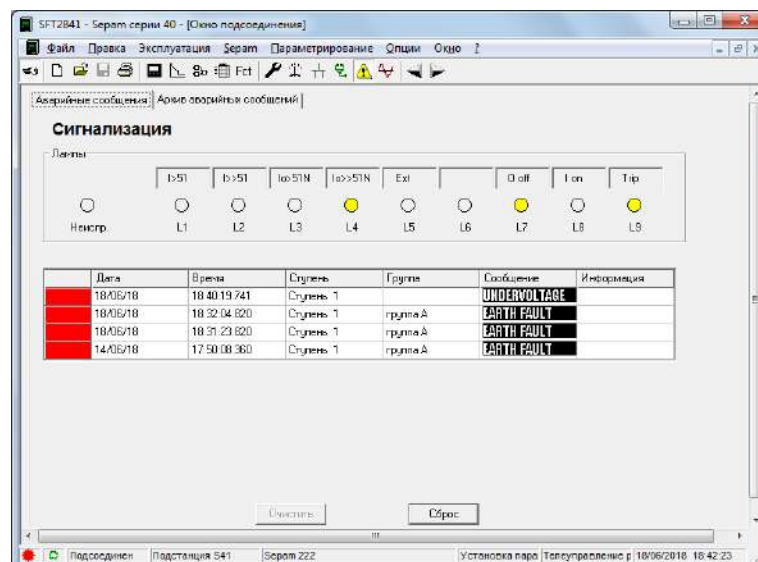 SFT2841 - Sepam серии 40 - [Окно подсоединения]
Файл Правка Эксплуатация Sepam Параметрирование Опции Окно ?
Fct
Аварийные сообщения Архив аварийных сообщений
Сигнализация
Лампы
I>51 I>>51 Io>51N Io>>51N Ext 0 off I on Trip
Неиспр. L1 L2 L3 L4 L5 L6 L7 L8 L9
Дата Время Ступень Группа Сообщение Информация
18/06/18 18:40:19.741 Ступень 1 UNDERVOLTAGE
18/06/18 18:32:04.820 Ступень 1 группа A EARTH FAULT
18/06/18 18:31:23.820 Ступень 1 группа A EARTH FAULT
14/06/18 17:50:08.360 Ступень 1 группа A EARTH FAULT
Очистить Сброс
Подсоединен Подстанция S41 Sepam 222 Установка пара Телеуправление р 18/06/2018 18:42:23